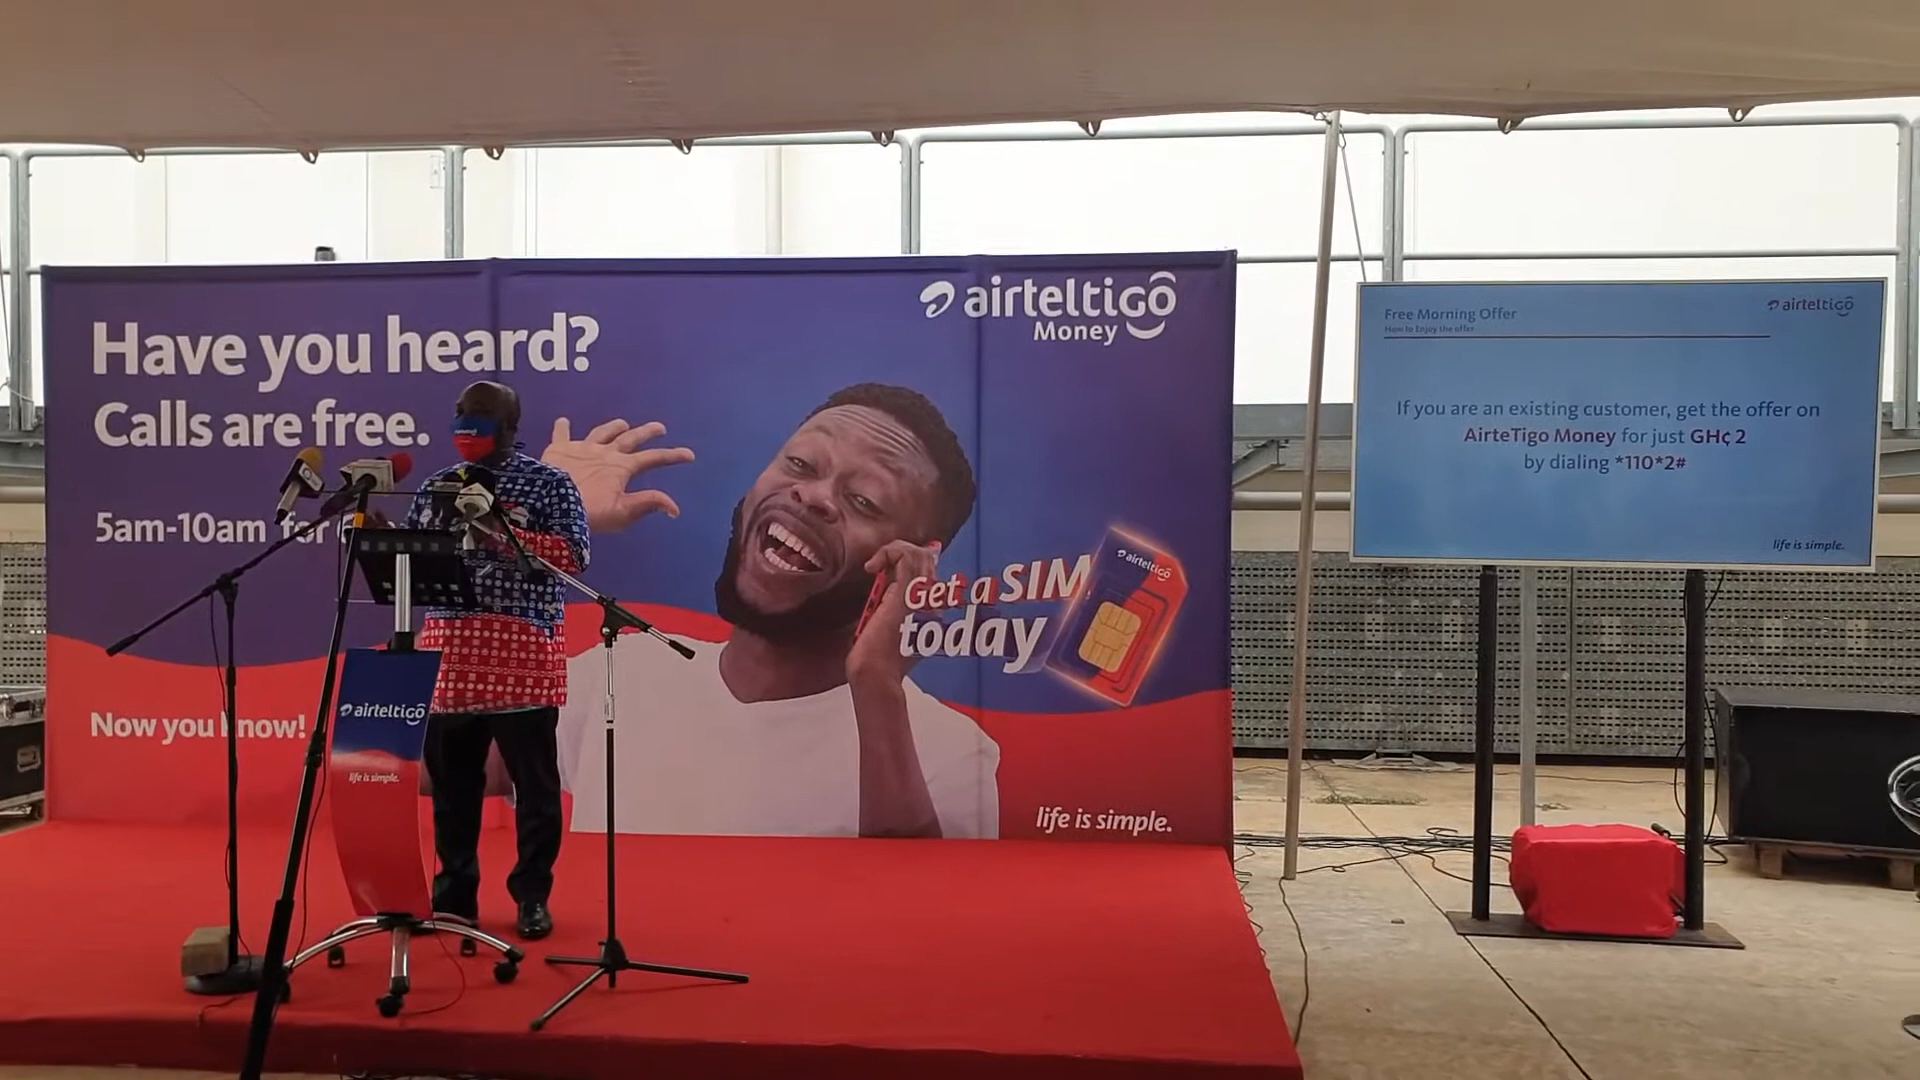 Have you heard?
Calls are free.
5am-10am for
Now you know!
airteltigo
Money
Get a SIM
today
airteltigo
life is simple.
airteltigo
life is simple.
Free Morning Offer
How to Enjoy the offer
airteltigo
If you are an existing customer, get the offer on
AirteTigo Money for just GH¢ 2
by dialing *110*2#
life is simple.